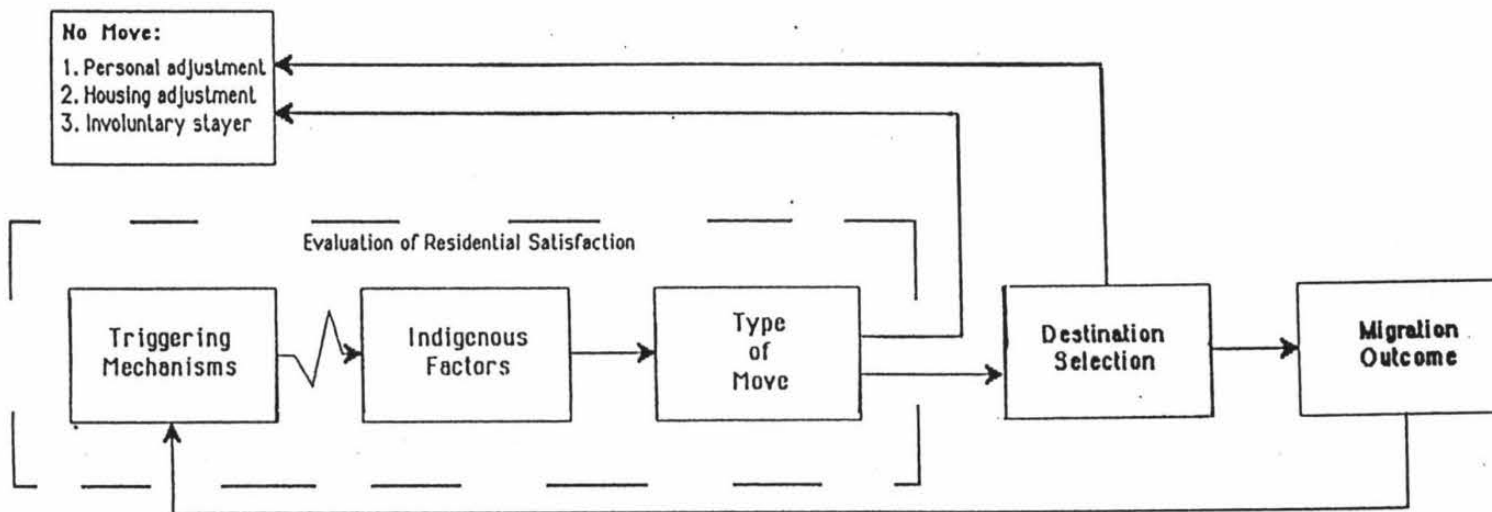 No Move:
1. Personal adjustment
2. Housing adjustment
3. Involuntary stayer
Evaluation of Residential Satisfaction
Triggering
Mechanisms
Indigenous
Factors
Type
of
Move
Destination
Selection
Migration
Outcome